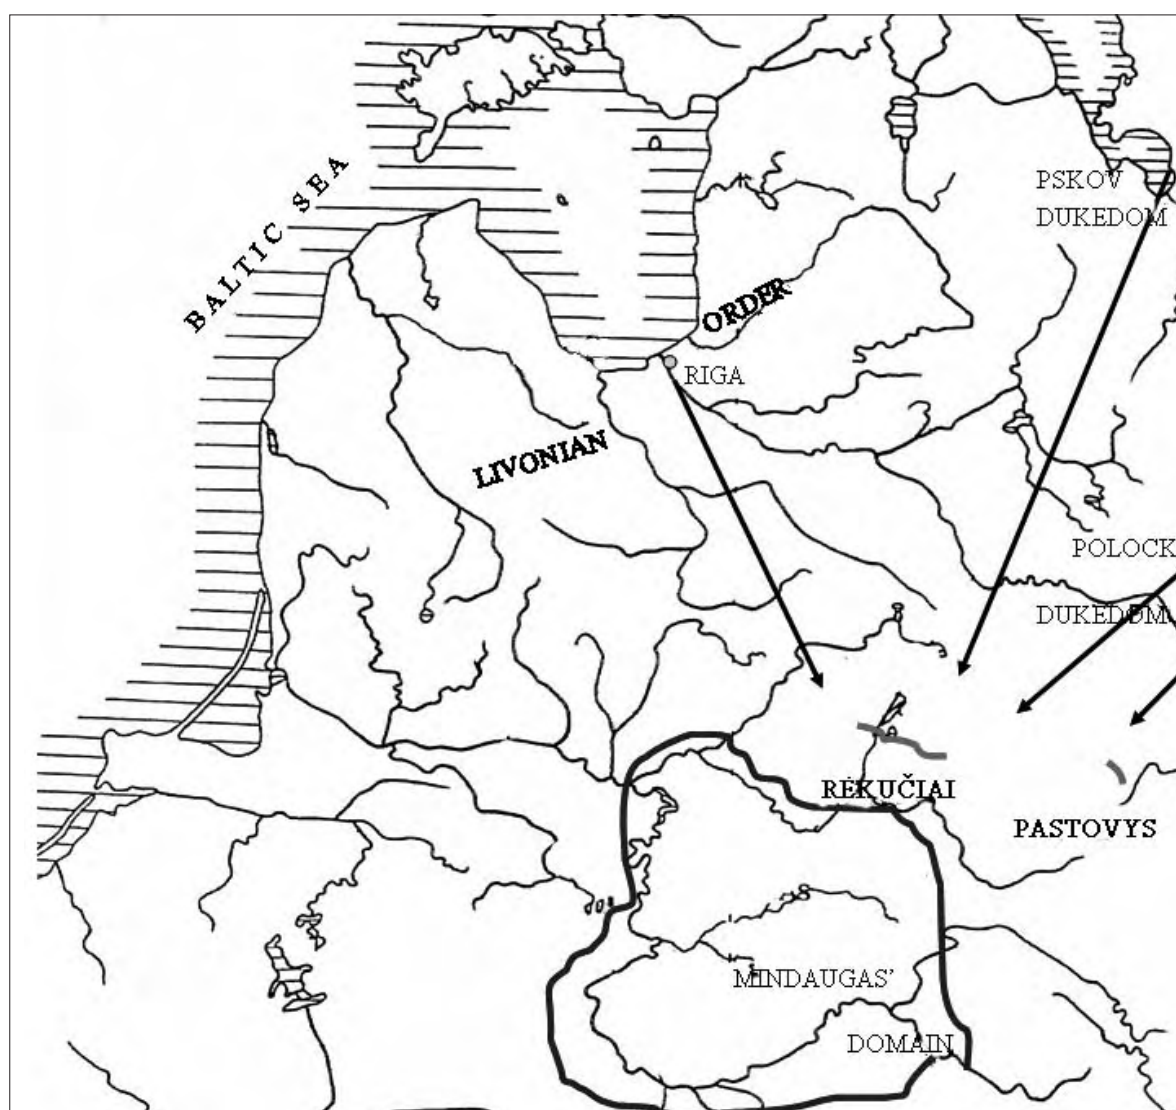 PSKOV
DUKEDOM
BALTIC SEA
ORDER
RIGA
LIVONIAN
POLOCK
DUKEDOM
RĖKUČIAI
PASTOVYS
MINDAUGAS’
DOMAIN